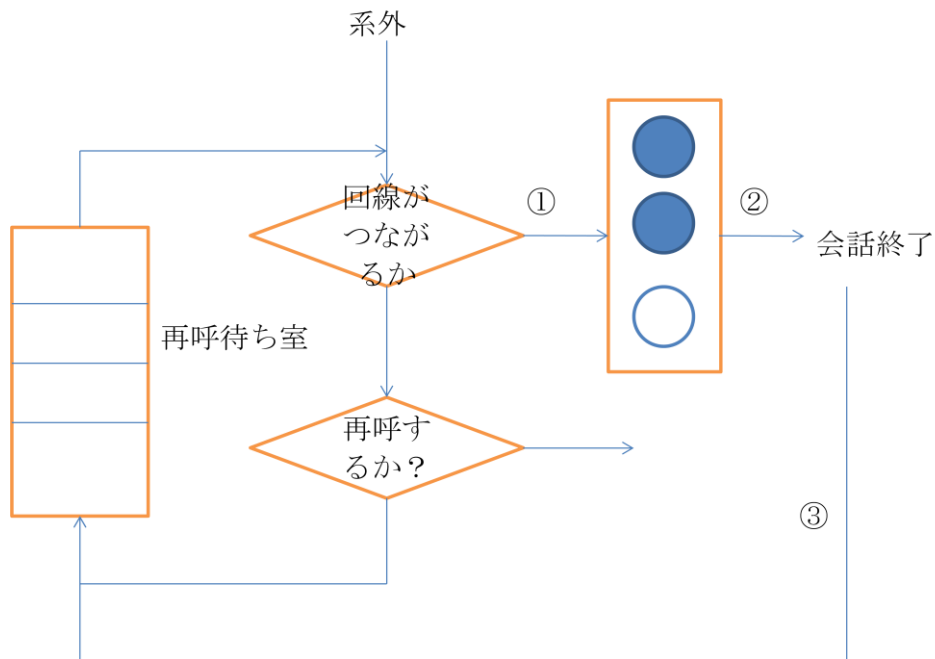 系外
回線が
つなが
るか
①
②
会話終了
再呼待ち室
再呼す
るか？
③